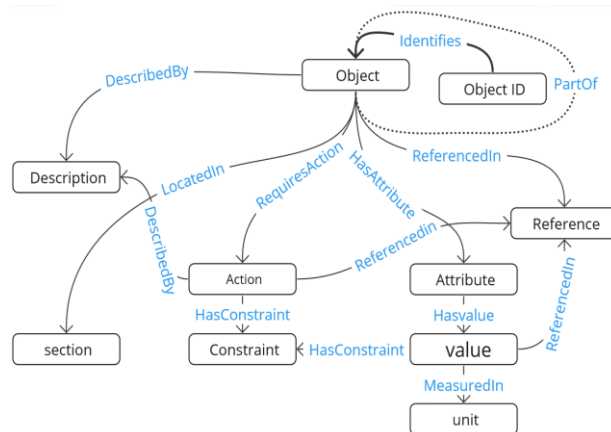 Identifies
Object
Object ID
DescribedBy
PartOf
ReferencedIn
HasAttribute
LocatedIn
Description
RequiresAction
DescribedBy
Reference
ReferencedIn
Action
Attribute
HasConstraint
Hasvalue
ReferencedIn
section
Constraint
HasConstraint
value
MeasuredIn
unit